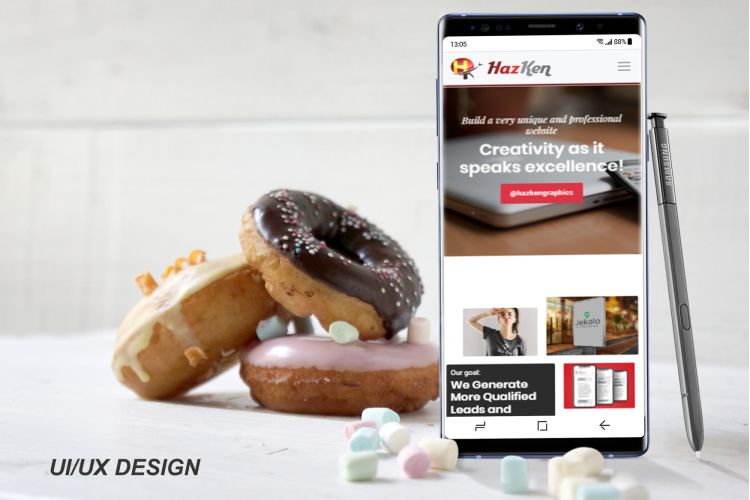 13:05
88%
H
HazKen
Build a very unique and professional
website
Creativity as it
speaks excellence!
@hazkengraphics
SAMSUNG
Jekalo
Our goal:
We Generate
More Qualified
Leads and
UI/UX DESIGN